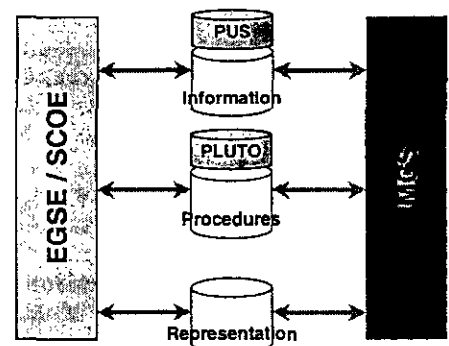 PUS
Information
EGSE / SCOE
PLUTO
Procedures
MCS
Representation